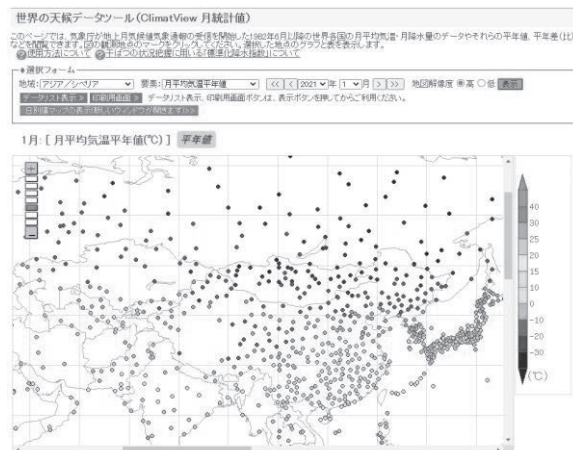 世界の天候データツール(ClimatView 月統計値)
このページでは、気象庁が地上月気候値気象通報の受信を開始した1982年6月以降の世界各国の月平均気温・月降水量のデータやそれらの平年値、平年差(比)
などを閲覧できます。図の観測地点のマークをクリックしてください。選択した地点のグラフと表を表示します。
使用方法について 干ばつの状況把握に用いる「標準化降水指数」について
選択フォーム
地域:アジア/シベリア 要素:月平均気温平年値 << < 2021 年 1 月 > >> 地図解像度 高 低 表示
データリスト表示 > 印刷用画面 > データリスト表示、印刷用画面ボタンは、表示ボタンを押してからご利用ください。
1月: [ 月平均気温平年値(℃) ] 平年値
40
30
25
20
15
10
0
-10
-20
-30
(℃)